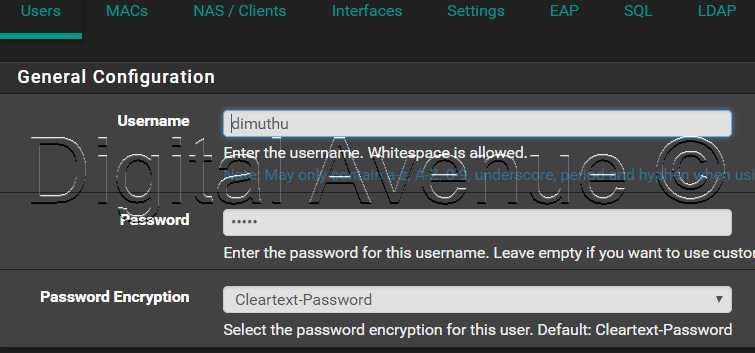 Users MACs NAS / Clients Interfaces Settings EAP SQL LDAP
General Configuration
Username dimuthu
Enter the username. Whitespace is allowed.
Note: May only contain a-z, A-Z, 0-9, underscore, period and hyphen when usi
Digital Avenue ©
Password •••••
Enter the password for this username. Leave empty if you want to use custo
Password Encryption Cleartext-Password
Select the password encryption for this user. Default: Cleartext-Password